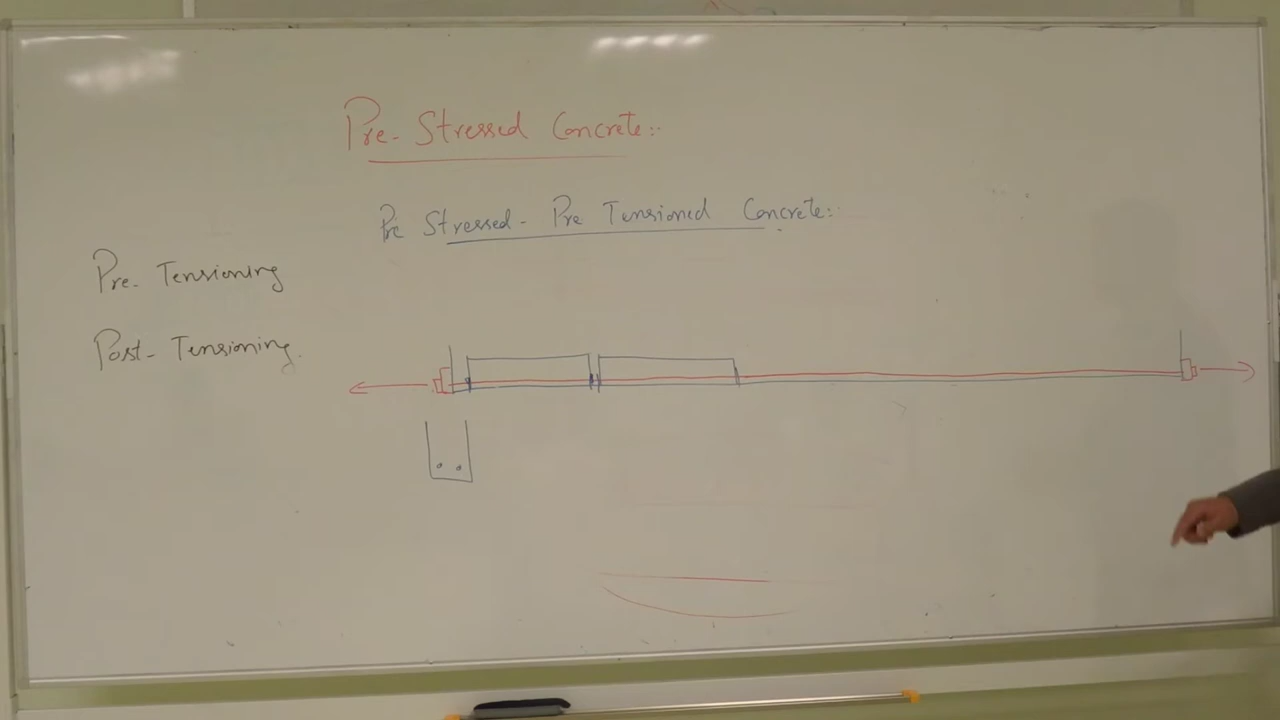 Pre-Stressed Concrete:-
Pre Stressed - Pre Tensioned Concrete:-
Pre-Tensioning
Post-Tensioning.